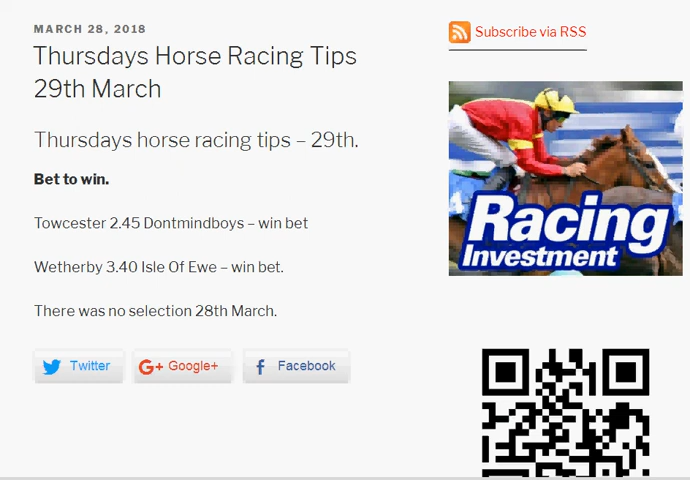 MARCH 28, 2018
Thursdays Horse Racing Tips
29th March
Thursdays horse racing tips – 29th.
Bet to win.
Towcester 2.45 Dontmindboys – win bet
Wetherby 3.40 Isle Of Ewe – win bet.
There was no selection 28th March.
Twitter
G+ Google+
f Facebook
Subscribe via RSS
Racing
Investment